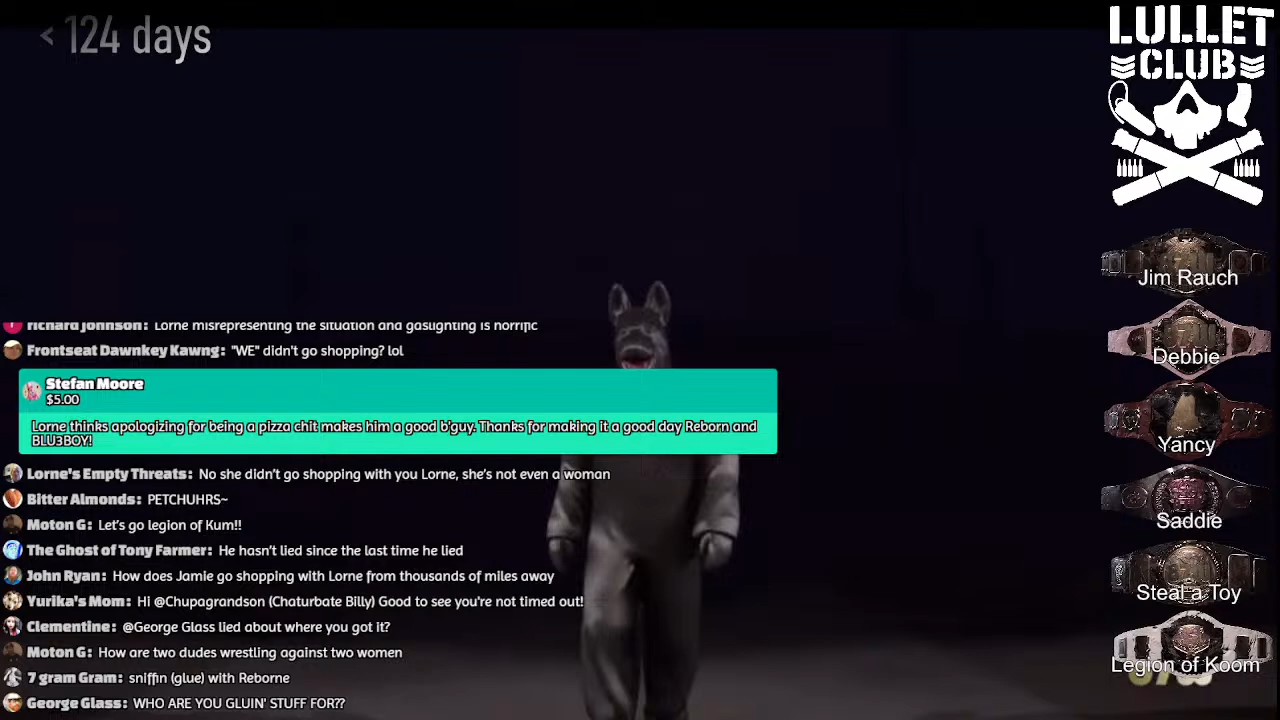 < 124 days
LULLET
CLUB
Jim Rauch
Debbie
Yancy
Saddie
Steal a Toy
Legion of Koom
richard johnson: Lorne misrepresenting the situation and gaslighting is horrific
Frontseat Dawnkey Kawng: "WE" didn't go shopping? lol
Stefan Moore
$5.00
Lorne thinks apologizing for being a pizza chit makes him a good b'guy. Thanks for making it a good day Reborn and
BLU3BOY!
Lorne's Empty Threats: No she didn't go shopping with you Lorne, she's not even a woman
Bitter Almonds: PETCHUHRS~
Moton G: Let's go legion of Kum!!
The Ghost of Tony Farmer: He hasn't lied since the last time he lied
John Ryan: How does Jamie go shopping with Lorne from thousands of miles away
Yurika's Mom: Hi @Chupagrandson (Chaturbate Billy) Good to see you're not timed out!
Clementine: @George Glass lied about where you got it?
Moton G: How are two dudes wrestling against two women
7 gram Gram: sniffin (glue) with Reborne
George Glass: WHO ARE YOU GLUIN' STUFF FOR??